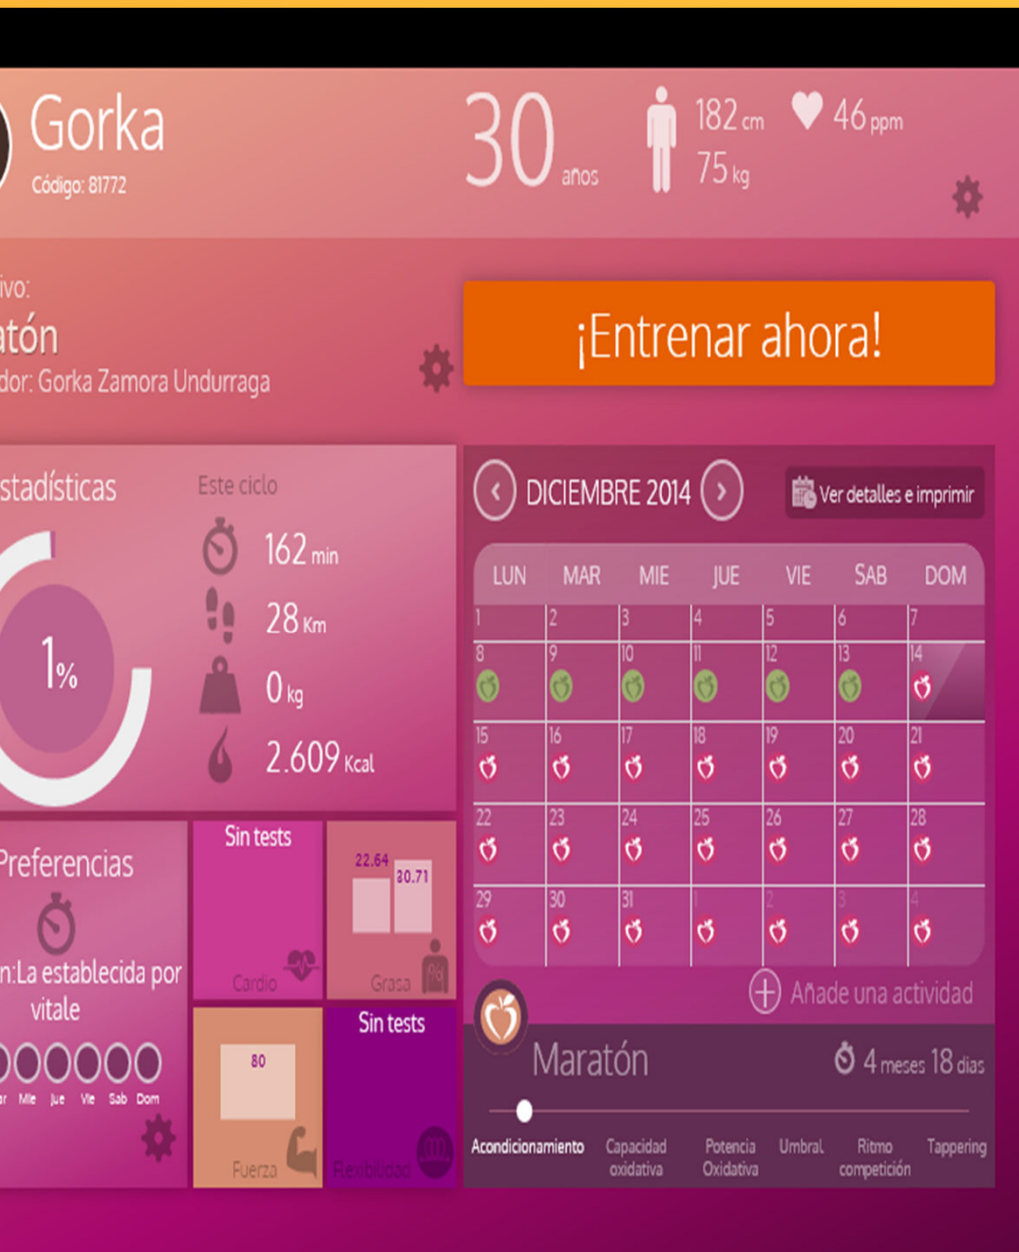 Gorka
Código: 81772
30 años
182 cm
75 kg
46 ppm
ivo:
atón
dor: Gorka Zamora Undurraga
¡Entrenar ahora!
stadísticas
1%
Este ciclo
162 min
28 Km
0 kg
2.609 Kcal
DICIEMBRE 2014
Ver detalles e imprimir
LUN MAR MIE JUE VIE SAB DOM
1 2 3 4 5 6 7
8 9 10 11 12 13 14
15 16 17 18 19 20 21
22 23 24 25 26 27 28
29 30 31 1 2 3 4
Añade una actividad
Preferencias
n:La establecida por
vitale
ar Mie Jue Vie Sab Dom
Sin tests
Cardio
22.64
30.71
Grasa
80
Fuerza
Sin tests
Flexibilidad
Maratón
4 meses 18 dias
Acondicionamiento
Capacidad
oxidativa
Potencia
Oxidativa
Umbral
Ritmo
competición
Tappering